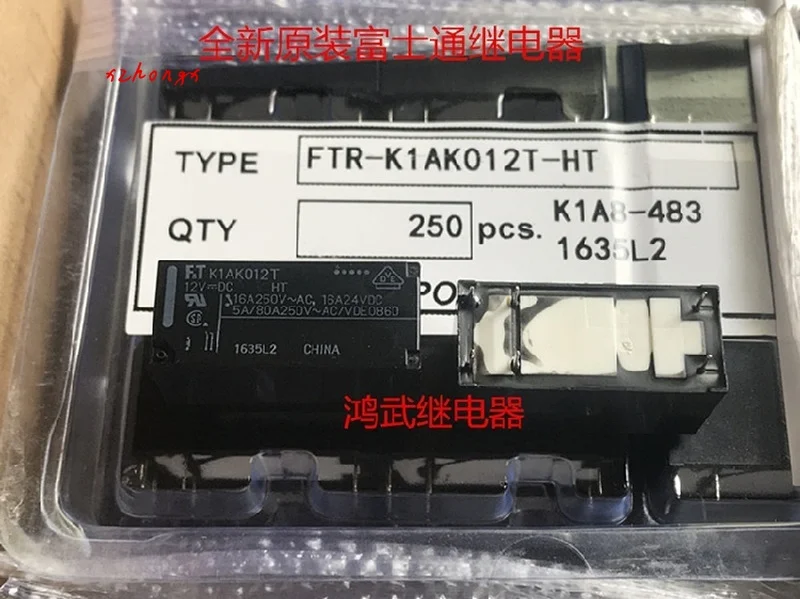 全新原装富士通继电器
xzhongx
TYPE FTR-K1AK012T-HT
QTY 250 pcs. K1A8-483
1635L2
PO
F&T K1AK012T
12V⎓DC HT
16A250V~AC, 16A24VDC
5A/80A250V~AC/VDE0860
1635L2 CHINA
鸿武继电器